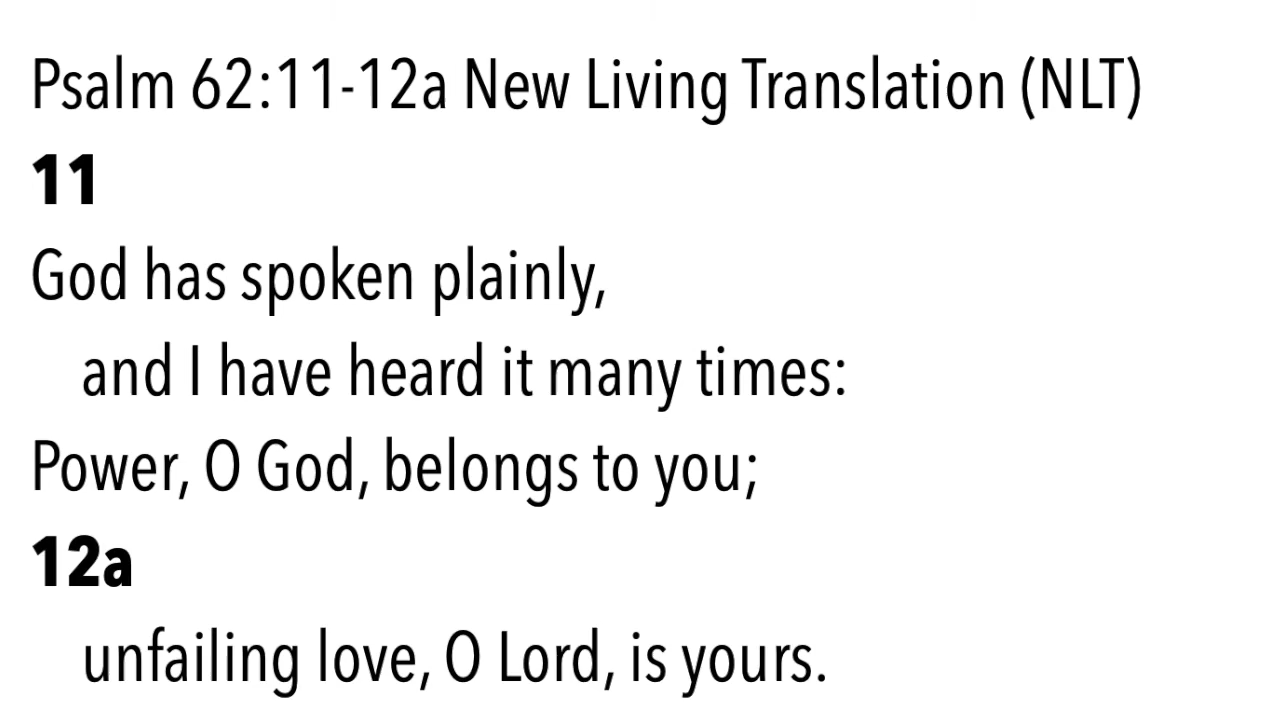 Psalm 62:11-12a New Living Translation (NLT)
11
God has spoken plainly,
and I have heard it many times:
Power, O God, belongs to you;
12a
unfailing love, O Lord, is yours.